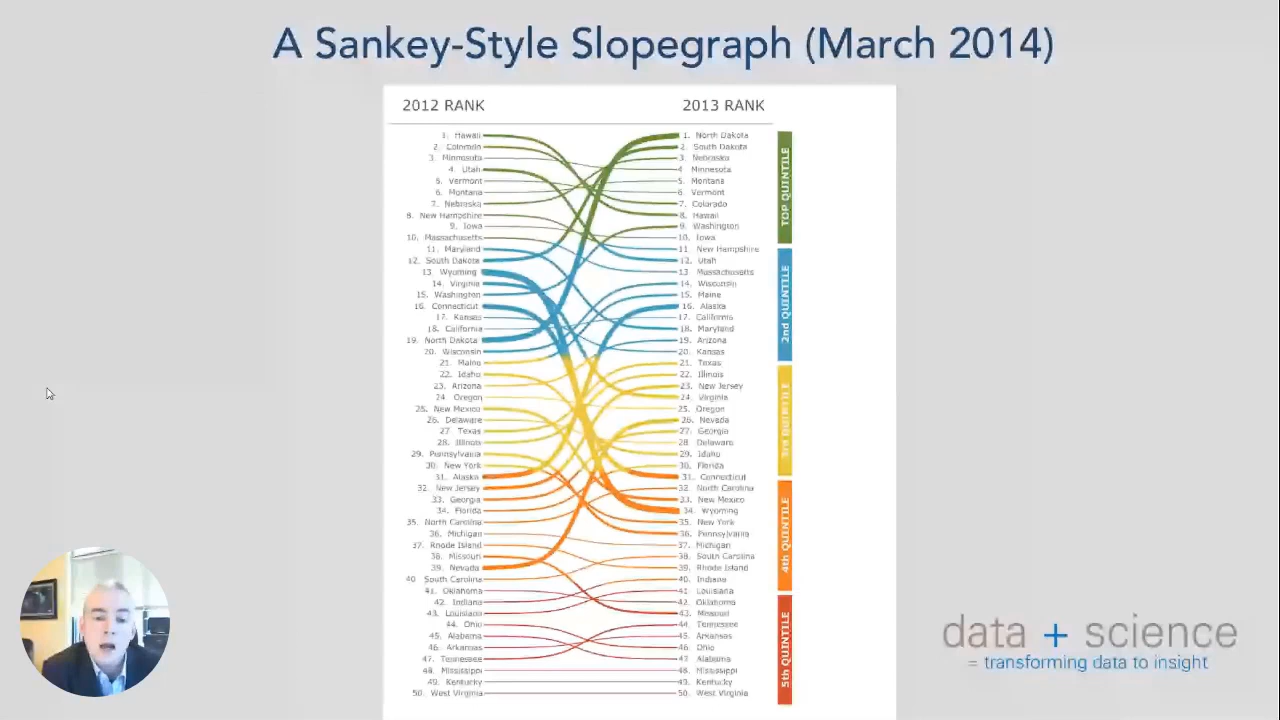 A Sankey-Style Slopegraph (March 2014)
2012 RANK
2013 RANK
1. Hawaii
2. Colorado
3. Minnesota
4. Utah
5. Vermont
6. Montana
7. Nebraska
8. New Hampshire
9. Iowa
10. Massachusetts
11. Maryland
12. South Dakota
13. Wyoming
14. Virginia
15. Washington
16. Connecticut
17. Kansas
18. California
19. North Dakota
20. Wisconsin
21. Maine
22. Idaho
23. Arizona
24. Oregon
25. New Mexico
26. Delaware
27. Texas
28. Illinois
29. Pennsylvania
30. New York
31. Alaska
32. New Jersey
33. Georgia
34. Florida
35. North Carolina
36. Michigan
37. Rhode Island
38. Missouri
39. Nevada
40. South Carolina
41. Oklahoma
42. Indiana
43. Louisiana
44. Ohio
45. Alabama
46. Arkansas
47. Tennessee
48. Mississippi
49. Kentucky
50. West Virginia
1. North Dakota
2. South Dakota
3. Nebraska
4. Minnesota
5. Montana
6. Vermont
7. Colorado
8. Hawaii
9. Washington
10. Iowa
11. New Hampshire
12. Utah
13. Massachusetts
14. Wisconsin
15. Maine
16. Alaska
17. California
18. Maryland
19. Arizona
20. Kansas
21. Texas
22. Illinois
23. New Jersey
24. Virginia
25. Oregon
26. Nevada
27. Georgia
28. Delaware
29. Idaho
30. Florida
31. Connecticut
32. North Carolina
33. New Mexico
34. Wyoming
35. New York
36. Pennsylvania
37. Michigan
38. South Carolina
39. Rhode Island
40. Indiana
41. Louisiana
42. Oklahoma
43. Missouri
44. Tennessee
45. Arkansas
46. Ohio
47. Alabama
48. Mississippi
49. Kentucky
50. West Virginia
TOP QUINTILE
2nd QUINTILE
3rd QUINTILE
4th QUINTILE
5th QUINTILE
data + science
= transforming data to insight